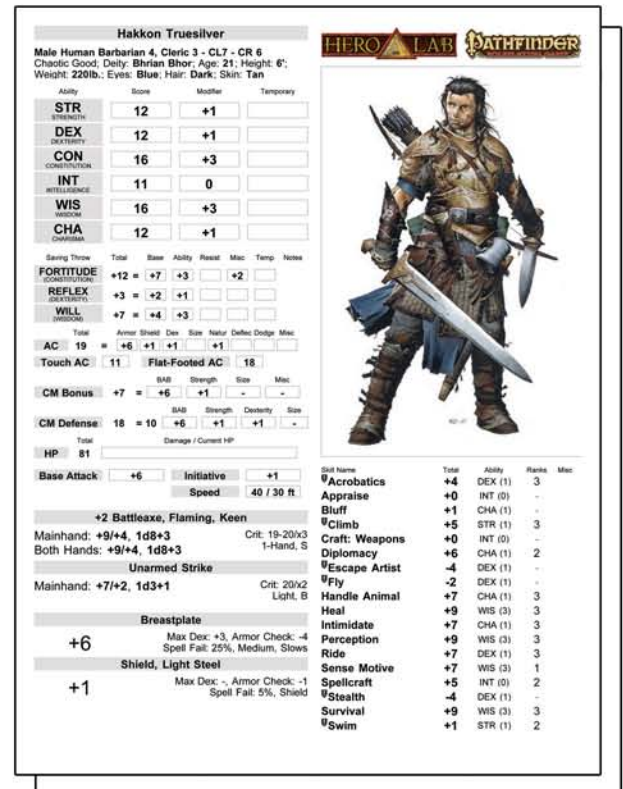 Hakkon Truesilver
Male Human Barbarian 4, Cleric 3 - CL7 - CR 6
Chaotic Good; Deity: Bhrian Bhor; Age: 21; Height: 6';
Weight: 220lb.; Eyes: Blue; Hair: Dark; Skin: Tan
Ability Score Modifier Temporary
STR 12 +1
STRENGTH
DEX 12 +1
DEXTERITY
CON 16 +3
CONSTITUTION
INT 11 0
INTELLIGENCE
WIS 16 +3
WISDOM
CHA 12 +1
CHARISMA
Saving Throw Total Base Ability Resist Misc Temp Notes
FORTITUDE +12 = +7 +3 +2
(CONSTITUTION)
REFLEX +3 = +2 +1
(DEXTERITY)
WILL +7 = +4 +3
(WISDOM)
Total Armor Shield Dex Size Natur Deflec Dodge Misc
AC 19 = +6 +1 +1 +1
Touch AC 11 Flat-Footed AC 18
BAB Strength Size Misc
CM Bonus +7 = +6 +1 - -
BAB Strength Dexterity Size
CM Defense 18 = 10 +6 +1 +1 -
Total Damage / Current HP
HP 81
Base Attack +6 Initiative +1
Speed 40 / 30 ft
+2 Battleaxe, Flaming, Keen
Mainhand: +9/+4, 1d8+3 Crit: 19-20/x3
Both Hands: +9/+4, 1d8+3 1-Hand, S
Unarmed Strike
Mainhand: +7/+2, 1d3+1 Crit: 20/x2
Light, B
Breastplate
+6 Max Dex: +3, Armor Check: -4
Spell Fail: 25%, Medium, Slows
Shield, Light Steel
+1 Max Dex: -, Armor Check: -1
Spell Fail: 5%, Shield
HERO LAB PATHFINDER
ROLEPLAYING GAME
Skill Name Total Ability Ranks Misc
Acrobatics +4 DEX (1) 3
Appraise +0 INT (0) -
Bluff +1 CHA (1) -
Climb +5 STR (1) 3
Craft: Weapons +0 INT (0) -
Diplomacy +6 CHA (1) 2
Escape Artist -4 DEX (1) -
Fly -2 DEX (1) -
Handle Animal +7 CHA (1) 3
Heal +9 WIS (3) 3
Intimidate +7 CHA (1) 3
Perception +9 WIS (3) 3
Ride +7 DEX (1) 3
Sense Motive +7 WIS (3) 1
Spellcraft +5 INT (0) 2
Stealth -4 DEX (1) -
Survival +9 WIS (3) 3
Swim +1 STR (1) 2